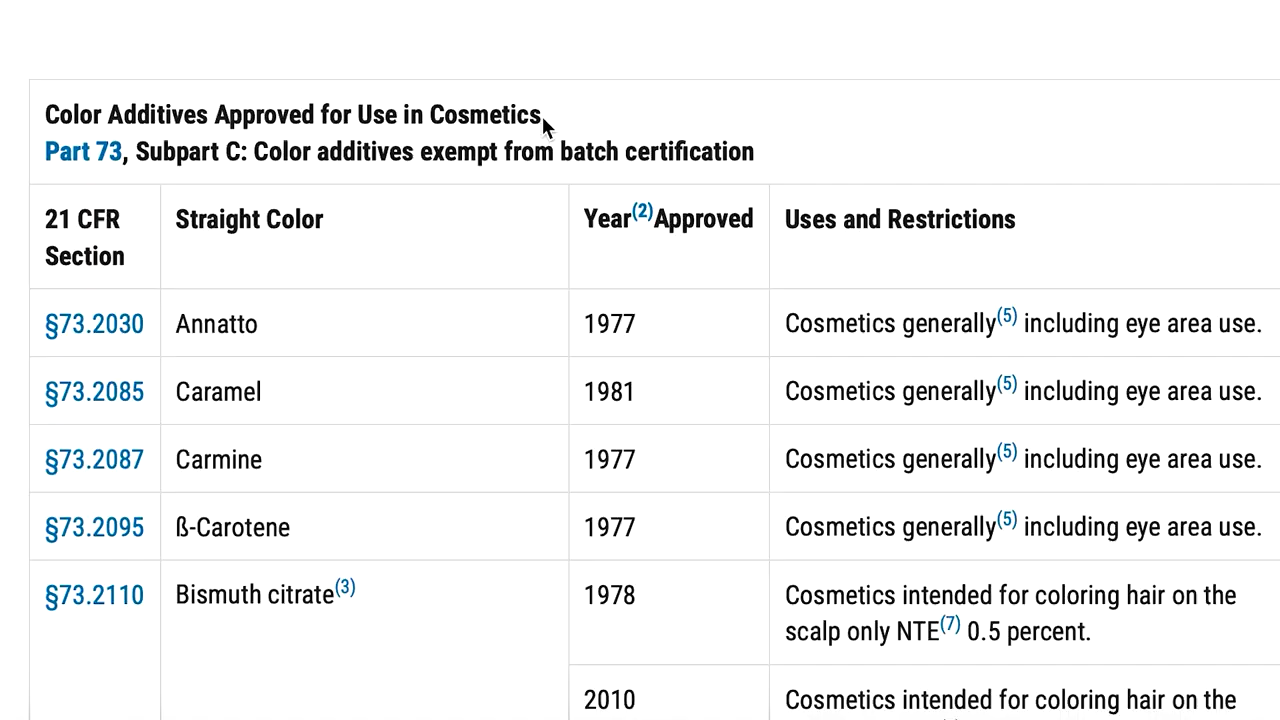 Color Additives Approved for Use in Cosmetics
Part 73, Subpart C: Color additives exempt from batch certification
21 CFR Section Straight Color Year(2)Approved Uses and Restrictions
§73.2030 Annatto 1977 Cosmetics generally(5) including eye area use.
§73.2085 Caramel 1981 Cosmetics generally(5) including eye area use.
§73.2087 Carmine 1977 Cosmetics generally(5) including eye area use.
§73.2095 ß-Carotene 1977 Cosmetics generally(5) including eye area use.
§73.2110 Bismuth citrate(3) 1978 Cosmetics intended for coloring hair on the
scalp only NTE(7) 0.5 percent.
2010 Cosmetics intended for coloring hair on the